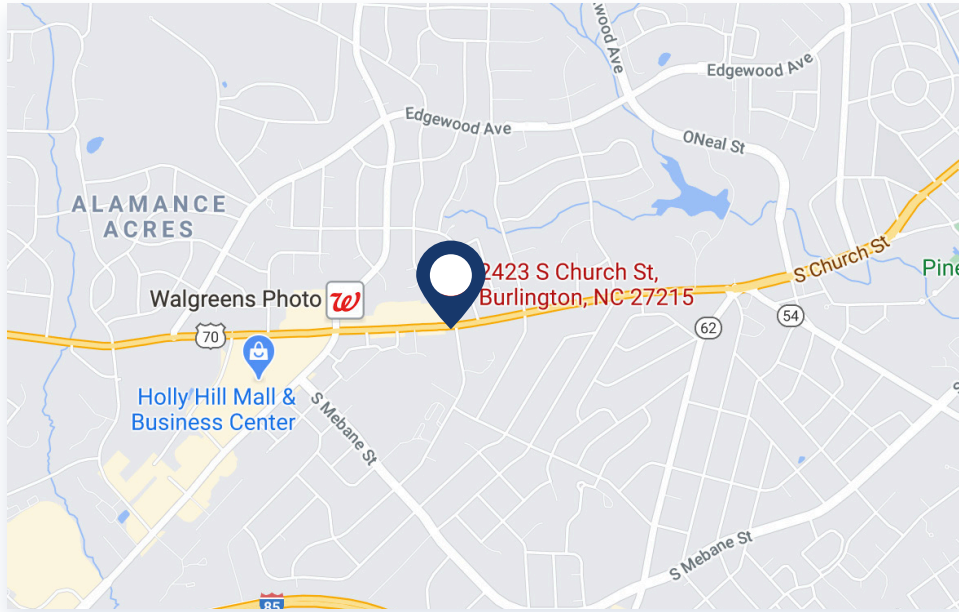 Edgewood Ave
Edgewood Ave
ONeal St
ALAMANCE
ACRES
S Church St
2423 S Church St,
Burlington, NC 27215
Walgreens Photo
W
70
62
54
Holly Hill Mall &
Business Center
S Mebane St
S Mebane St
85